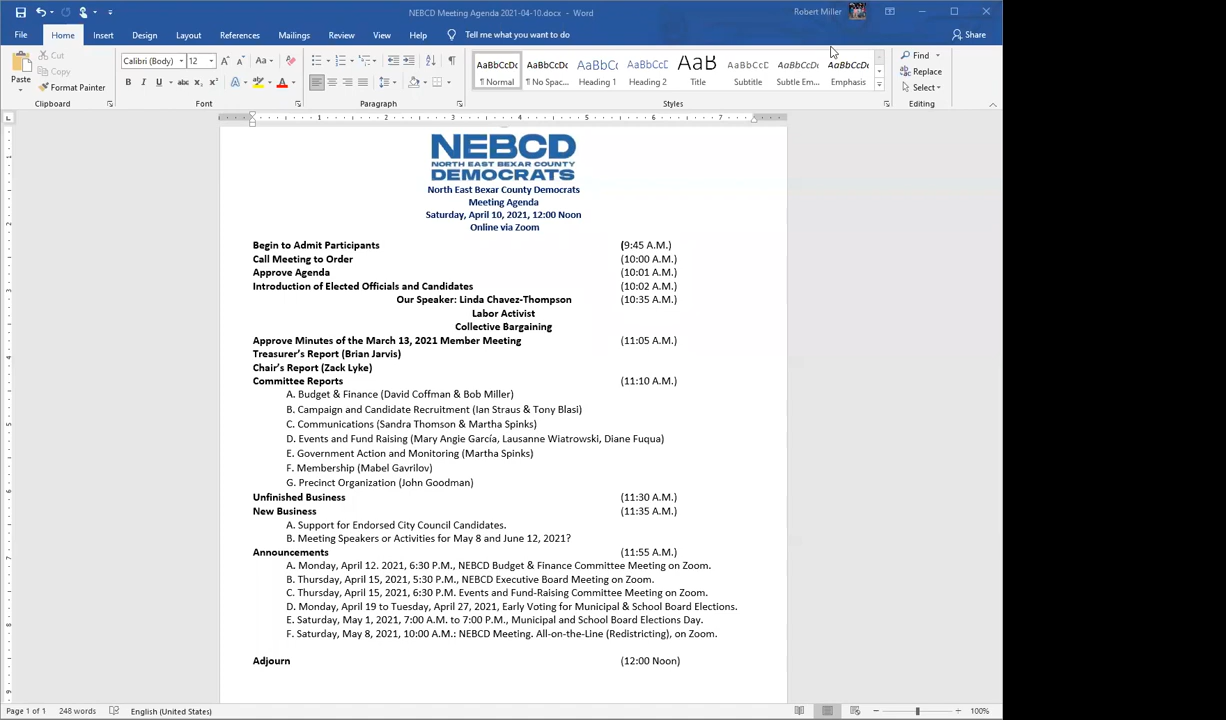 NEBCD Meeting Agenda 2021-04-10.docx - Word
Robert Miller
File Home Insert Design Layout References Mailings Review View Help Tell me what you want to do Share
Paste
Cut
Copy
Format Painter
Clipboard
Calibri (Body) 12
Font
Paragraph
AaBbCcDc AaBbCcDc AaBbC( AaBbCcC AaB AaBbCcD AaBbCcDc AaBbCcDc
¶ Normal ¶ No Spac... Heading 1 Heading 2 Title Subtitle Subtle Em... Emphasis
Styles
Find
Replace
Select
Editing
1 2 3 4 5 6 7
NEBCD
NORTH EAST BEXAR COUNTY
DEMOCRATS
North East Bexar County Democrats
Meeting Agenda
Saturday, April 10, 2021, 12:00 Noon
Online via Zoom
Begin to Admit Participants (9:45 A.M.)
Call Meeting to Order (10:00 A.M.)
Approve Agenda (10:01 A.M.)
Introduction of Elected Officials and Candidates (10:02 A.M.)
Our Speaker: Linda Chavez-Thompson (10:35 A.M.)
Labor Activist
Collective Bargaining
Approve Minutes of the March 13, 2021 Member Meeting (11:05 A.M.)
Treasurer's Report (Brian Jarvis)
Chair's Report (Zack Lyke)
Committee Reports (11:10 A.M.)
A. Budget & Finance (David Coffman & Bob Miller)
B. Campaign and Candidate Recruitment (Ian Straus & Tony Blasi)
C. Communications (Sandra Thomson & Martha Spinks)
D. Events and Fund Raising (Mary Angie García, Lausanne Wiatrowski, Diane Fuqua)
E. Government Action and Monitoring (Martha Spinks)
F. Membership (Mabel Gavrilov)
G. Precinct Organization (John Goodman)
Unfinished Business (11:30 A.M.)
New Business (11:35 A.M.)
A. Support for Endorsed City Council Candidates.
B. Meeting Speakers or Activities for May 8 and June 12, 2021?
Announcements (11:55 A.M.)
A. Monday, April 12. 2021, 6:30 P.M., NEBCD Budget & Finance Committee Meeting on Zoom.
B. Thursday, April 15, 2021, 5:30 P.M., NEBCD Executive Board Meeting on Zoom.
C. Thursday, April 15, 2021, 6:30 P.M. Events and Fund-Raising Committee Meeting on Zoom.
D. Monday, April 19 to Tuesday, April 27, 2021, Early Voting for Municipal & School Board Elections.
E. Saturday, May 1, 2021, 7:00 A.M. to 7:00 P.M., Municipal and School Board Elections Day.
F. Saturday, May 8, 2021, 10:00 A.M.: NEBCD Meeting. All-on-the-Line (Redistricting), on Zoom.
Adjourn (12:00 Noon)
Page 1 of 1 248 words English (United States) 100%